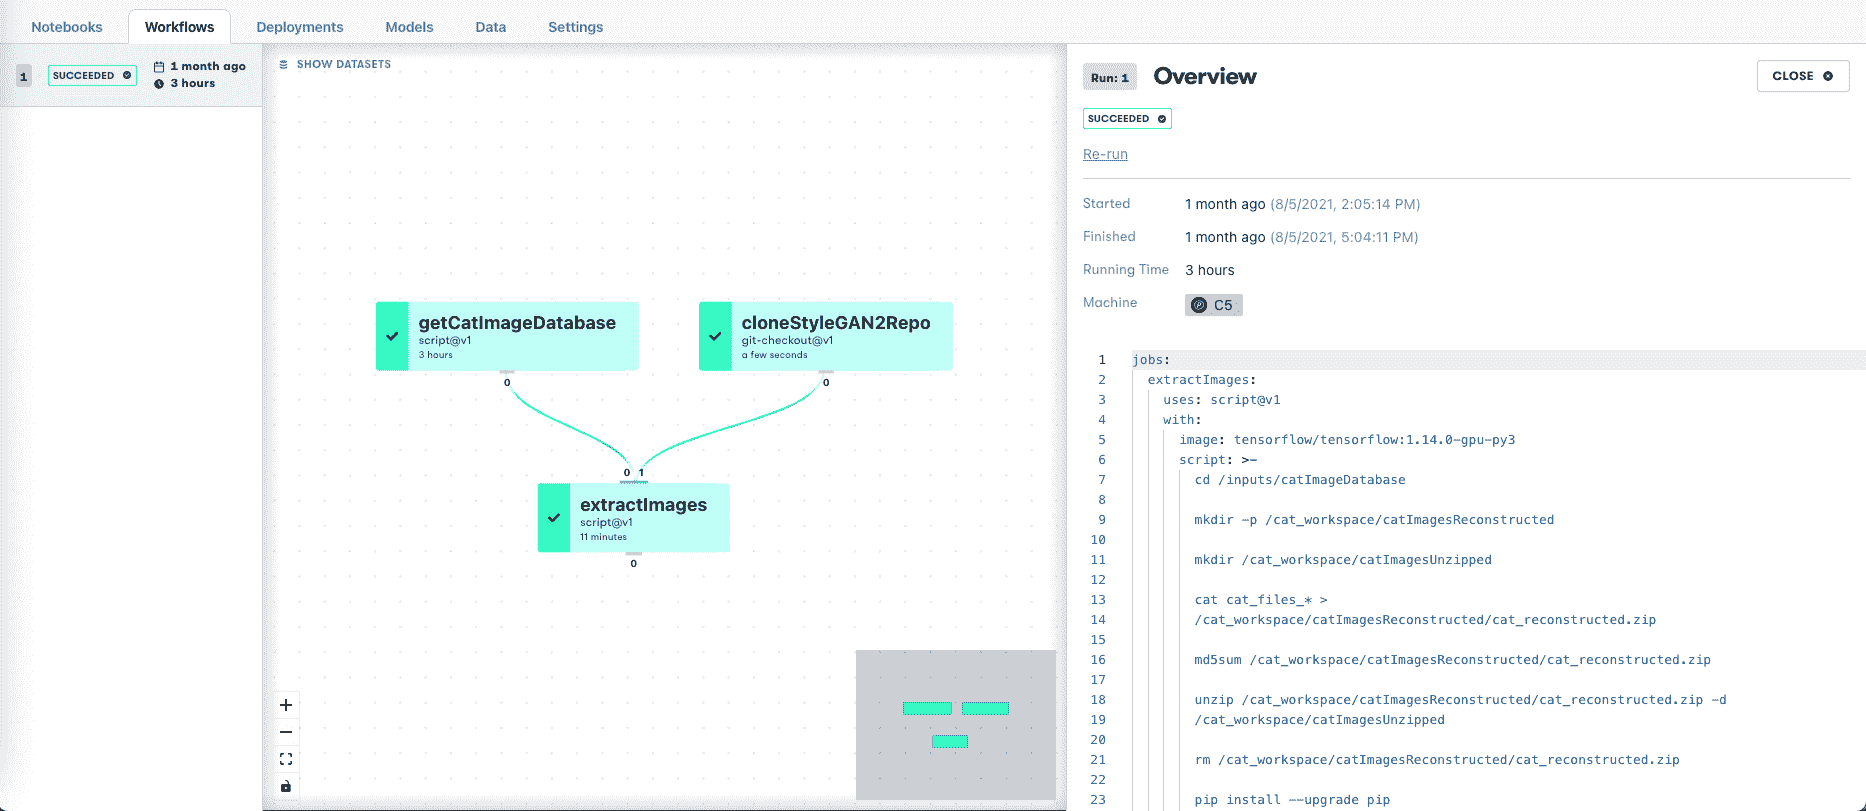 Notebooks
Workflows
Deployments
Models
Data
Settings
1
SUCCEEDED
1 month ago
3 hours
SHOW DATASETS
getCatImageDatabase
script@v1
3 hours
0
cloneStyleGAN2Repo
git-checkout@v1
a few seconds
0
0 1
extractImages
script@v1
11 minutes
0
Run: 1
Overview
CLOSE
SUCCEEDED
Re-run
Started 1 month ago (8/5/2021, 2:05:14 PM)
Finished 1 month ago (8/5/2021, 5:04:11 PM)
Running Time 3 hours
Machine C5
1 jobs:
2 extractImages:
3 uses: script@v1
4 with:
5 image: tensorflow/tensorflow:1.14.0-gpu-py3
6 script: >-
7 cd /inputs/catImageDatabase
8
9 mkdir -p /cat_workspace/catImagesReconstructed
10
11 mkdir /cat_workspace/catImagesUnzipped
12
13 cat cat_files_* >
14 /cat_workspace/catImagesReconstructed/cat_reconstructed.zip
15
16 md5sum /cat_workspace/catImagesReconstructed/cat_reconstructed.zip
17
18 unzip /cat_workspace/catImagesReconstructed/cat_reconstructed.zip -d
19 /cat_workspace/catImagesUnzipped
20
21 rm /cat_workspace/catImagesReconstructed/cat_reconstructed.zip
22
23 pip install --upgrade pip